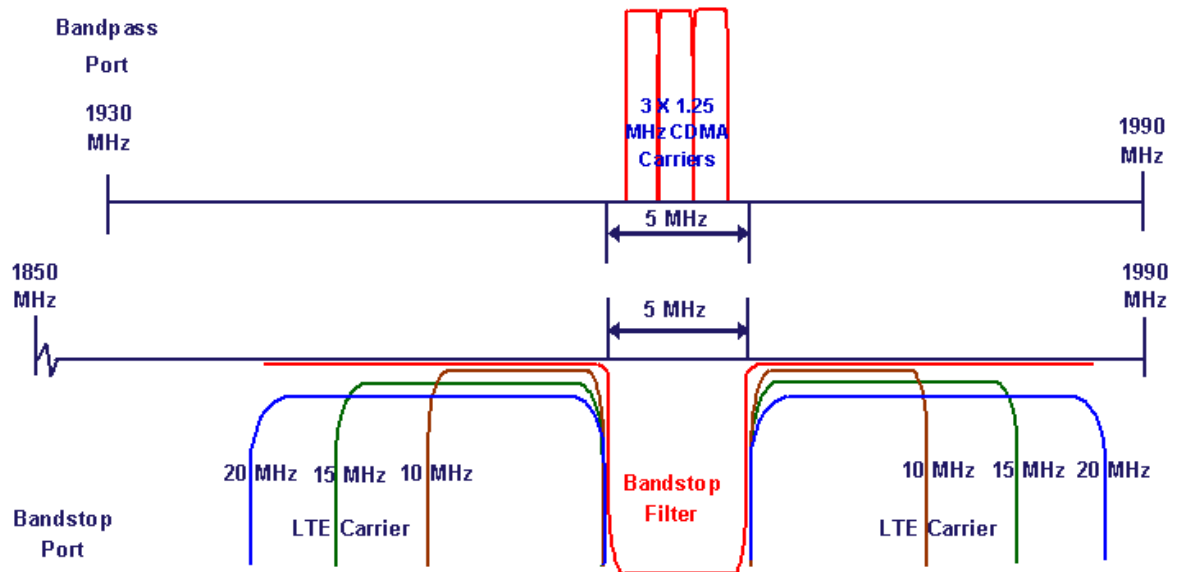 Bandpass
Port
1930
MHz
3 X 1.25
MHz CDMA
Carriers
1990
MHz
5 MHz
1850
MHz
5 MHz
1990
MHz
20 MHz
15 MHz
10 MHz
Bandstop
Filter
10 MHz
15 MHz
20 MHz
LTE Carrier
LTE Carrier
Bandstop
Port